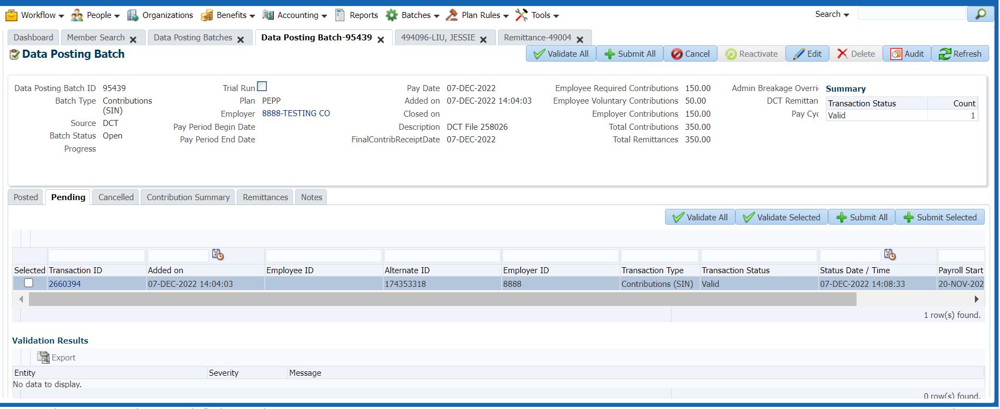 Workflow People Organizations Benefits Accounting Reports Batches Plan Rules Tools Search
Dashboard Member Search Data Posting Batches Data Posting Batch-95439 494096-LIU, JESSIE Remittance-49004
Data Posting Batch Validate All Submit All Cancel Reactivate Edit Delete Audit Refresh
Data Posting Batch ID 95439
Batch Type Contributions (SIN)
Source DCT
Batch Status Open
Progress
Trial Run
Plan PEPP
Employer 8888-TESTING CO
Pay Period Begin Date
Pay Period End Date
Pay Date 07-DEC-2022
Added on 07-DEC-2022 14:04:03
Closed on
Description DCT File 258026
FinalContribReceiptDate 07-DEC-2022
Employee Required Contributions 150.00
Employee Voluntary Contributions 50.00
Employer Contributions 150.00
Total Contributions 350.00
Total Remittances 350.00
Admin Breakage Overri
DCT Remittan
Pay Cyc
Summary
Transaction Status Count
Valid 1
Posted Pending Cancelled Contribution Summary Remittances Notes
Validate All Validate Selected Submit All Submit Selected
Selected Transaction ID Added on Employee ID Alternate ID Employer ID Transaction Type Transaction Status Status Date / Time Payroll Start
2660394 07-DEC-2022 14:04:03 174353318 8888 Contributions (SIN) Valid 07-DEC-2022 14:08:33 20-NOV-202
1 row(s) found.
Validation Results
Export
Entity Severity Message
No data to display.
0 row(s) found.